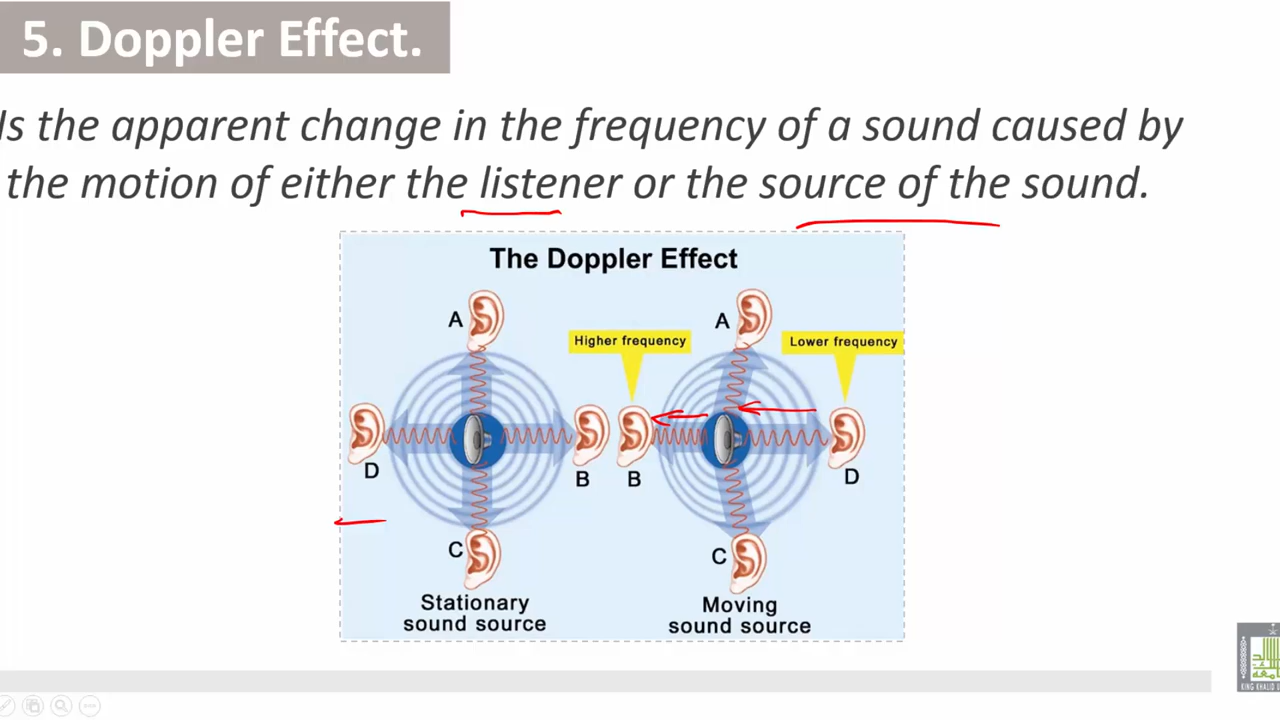 5. Doppler Effect.
Is the apparent change in the frequency of a sound caused by
the motion of either the listener or the source of the sound.
The Doppler Effect
A
Higher frequency
A
Lower frequency
D
B
B
D
C
C
Stationary
sound source
Moving
sound source